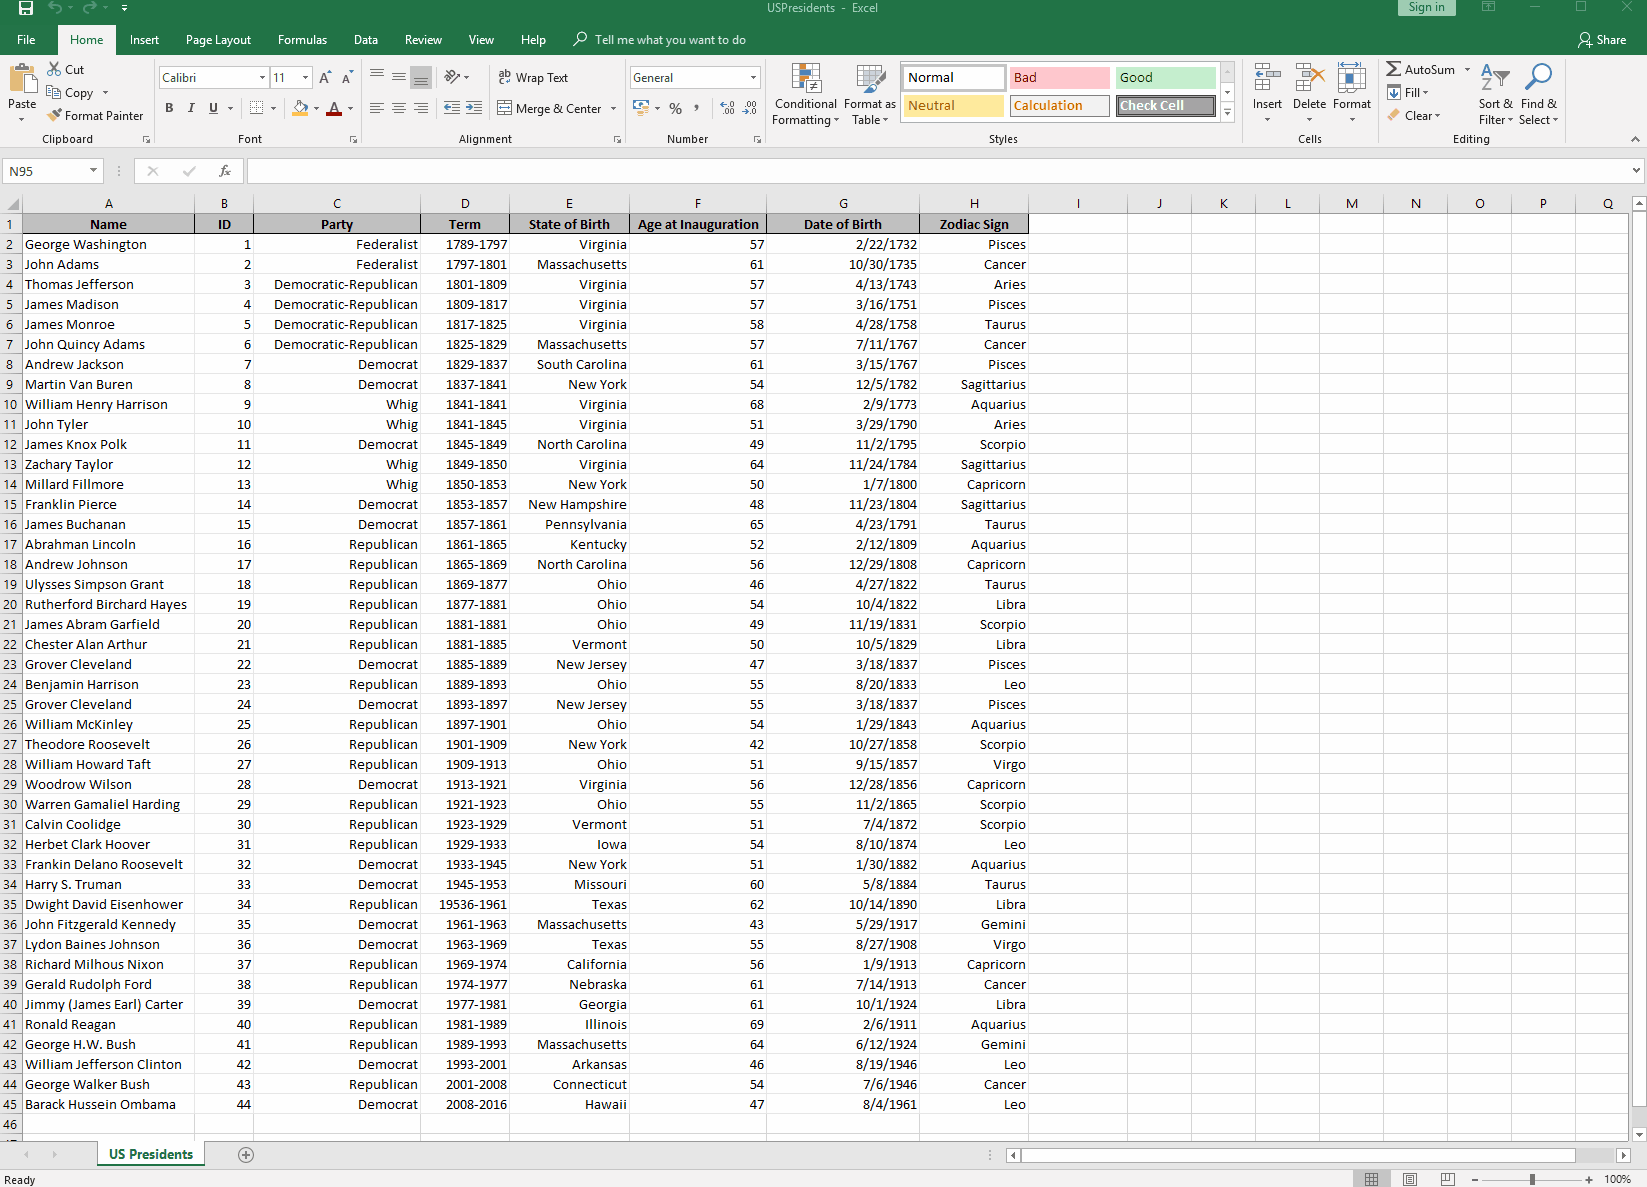 USPresidents - Excel
Sign in
File Home Insert Page Layout Formulas Data Review View Help Tell me what you want to do Share
Paste
Cut
Copy
Format Painter
Clipboard
Calibri 11
B I U
Font
Wrap Text
Merge & Center
Alignment
General
%
Number
Conditional Formatting
Format as Table
Normal Bad Good
Neutral Calculation Check Cell
Styles
Insert Delete Format
Cells
AutoSum
Fill
Clear
Sort & Filter
Find & Select
Editing
N95 fx
A B C D E F G H I J K L M N O P Q
1 Name ID Party Term State of Birth Age at Inauguration Date of Birth Zodiac Sign
2 George Washington 1 Federalist 1789-1797 Virginia 57 2/22/1732 Pisces
3 John Adams 2 Federalist 1797-1801 Massachusetts 61 10/30/1735 Cancer
4 Thomas Jefferson 3 Democratic-Republican 1801-1809 Virginia 57 4/13/1743 Aries
5 James Madison 4 Democratic-Republican 1809-1817 Virginia 57 3/16/1751 Pisces
6 James Monroe 5 Democratic-Republican 1817-1825 Virginia 58 4/28/1758 Taurus
7 John Quincy Adams 6 Democratic-Republican 1825-1829 Massachusetts 57 7/11/1767 Cancer
8 Andrew Jackson 7 Democrat 1829-1837 South Carolina 61 3/15/1767 Pisces
9 Martin Van Buren 8 Democrat 1837-1841 New York 54 12/5/1782 Sagittarius
10 William Henry Harrison 9 Whig 1841-1841 Virginia 68 2/9/1773 Aquarius
11 John Tyler 10 Whig 1841-1845 Virginia 51 3/29/1790 Aries
12 James Knox Polk 11 Democrat 1845-1849 North Carolina 49 11/2/1795 Scorpio
13 Zachary Taylor 12 Whig 1849-1850 Virginia 64 11/24/1784 Sagittarius
14 Millard Fillmore 13 Whig 1850-1853 New York 50 1/7/1800 Capricorn
15 Franklin Pierce 14 Democrat 1853-1857 New Hampshire 48 11/23/1804 Sagittarius
16 James Buchanan 15 Democrat 1857-1861 Pennsylvania 65 4/23/1791 Taurus
17 Abrahman Lincoln 16 Republican 1861-1865 Kentucky 52 2/12/1809 Aquarius
18 Andrew Johnson 17 Republican 1865-1869 North Carolina 56 12/29/1808 Capricorn
19 Ulysses Simpson Grant 18 Republican 1869-1877 Ohio 46 4/27/1822 Taurus
20 Rutherford Birchard Hayes 19 Republican 1877-1881 Ohio 54 10/4/1822 Libra
21 James Abram Garfield 20 Republican 1881-1881 Ohio 49 11/19/1831 Scorpio
22 Chester Alan Arthur 21 Republican 1881-1885 Vermont 50 10/5/1829 Libra
23 Grover Cleveland 22 Democrat 1885-1889 New Jersey 47 3/18/1837 Pisces
24 Benjamin Harrison 23 Republican 1889-1893 Ohio 55 8/20/1833 Leo
25 Grover Cleveland 24 Democrat 1893-1897 New Jersey 55 3/18/1837 Pisces
26 William McKinley 25 Republican 1897-1901 Ohio 54 1/29/1843 Aquarius
27 Theodore Roosevelt 26 Republican 1901-1909 New York 42 10/27/1858 Scorpio
28 William Howard Taft 27 Republican 1909-1913 Ohio 51 9/15/1857 Virgo
29 Woodrow Wilson 28 Democrat 1913-1921 Virginia 56 12/28/1856 Capricorn
30 Warren Gamaliel Harding 29 Republican 1921-1923 Ohio 55 11/2/1865 Scorpio
31 Calvin Coolidge 30 Republican 1923-1929 Vermont 51 7/4/1872 Scorpio
32 Herbet Clark Hoover 31 Republican 1929-1933 Iowa 54 8/10/1874 Leo
33 Frankin Delano Roosevelt 32 Democrat 1933-1945 New York 51 1/30/1882 Aquarius
34 Harry S. Truman 33 Democrat 1945-1953 Missouri 60 5/8/1884 Taurus
35 Dwight David Eisenhower 34 Republican 19536-1961 Texas 62 10/14/1890 Libra
36 John Fitzgerald Kennedy 35 Democrat 1961-1963 Massachusetts 43 5/29/1917 Gemini
37 Lydon Baines Johnson 36 Democrat 1963-1969 Texas 55 8/27/1908 Virgo
38 Richard Milhous Nixon 37 Republican 1969-1974 California 56 1/9/1913 Capricorn
39 Gerald Rudolph Ford 38 Republican 1974-1977 Nebraska 61 7/14/1913 Cancer
40 Jimmy (James Earl) Carter 39 Democrat 1977-1981 Georgia 61 10/1/1924 Libra
41 Ronald Reagan 40 Republican 1981-1989 Illinois 69 2/6/1911 Aquarius
42 George H.W. Bush 41 Republican 1989-1993 Massachusetts 64 6/12/1924 Gemini
43 William Jefferson Clinton 42 Democrat 1993-2001 Arkansas 46 8/19/1946 Leo
44 George Walker Bush 43 Republican 2001-2008 Connecticut 54 7/6/1946 Cancer
45 Barack Hussein Ombama 44 Democrat 2008-2016 Hawaii 47 8/4/1961 Leo
46
US Presidents
Ready
100%